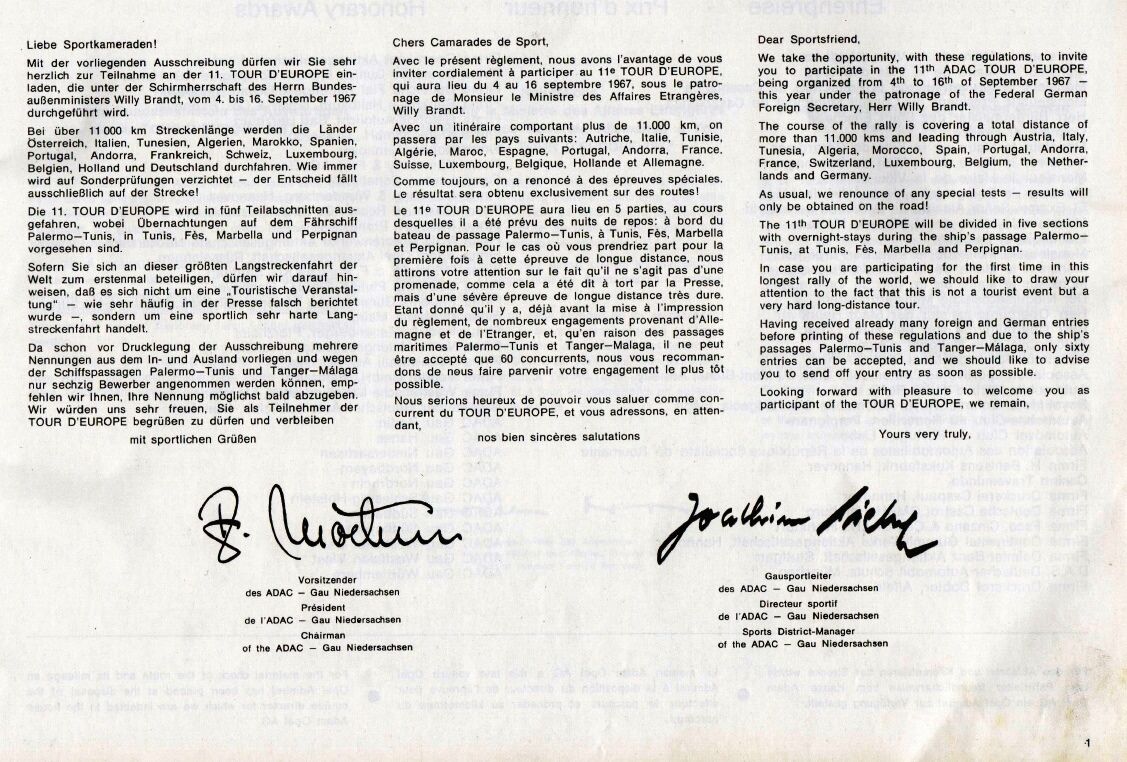 Liebe Sportkameraden!
Mit der vorliegenden Ausschreibung dürfen wir Sie sehr
herzlich zur Teilnahme an der 11. TOUR D'EUROPE ein-
laden, die unter der Schirmherrschaft des Herrn Bundes-
außenministers Willy Brandt, vom 4. bis 16. September 1967
durchgeführt wird.
Bei über 11 000 km Streckenlänge werden die Länder
Österreich, Italien, Tunesien, Algerien, Marokko, Spanien,
Portugal, Andorra, Frankreich, Schweiz, Luxembourg.
Belgien, Holland und Deutschland durchfahren. Wie immer
wird auf Sonderprüfungen verzichtet – der Entscheid fällt
ausschließlich auf der Strecke!
Die 11. TOUR D'EUROPE wird in fünf Teilabschnitten aus-
gefahren, wobei Übernachtungen auf dem Fährschiff
Palermo–Tunis, in Tunis, Fès, Marbella und Perpignan
vorgesehen sind.
Sofern Sie sich an dieser größten Langstreckenfahrt der
Welt zum erstenmal beteiligen, dürfen wir darauf hin-
weisen, daß es sich nicht um eine „Touristische Veranstal-
tung“ – wie sehr häufig in der Presse falsch berichtet
wurde –, sondern um eine sportlich sehr harte Lang-
streckenfahrt handelt.
Da schon vor Drucklegung der Ausschreibung mehrere
Nennungen aus dem In- und Ausland vorliegen und wegen
der Schiffspassagen Palermo–Tunis und Tanger–Málaga
nur sechzig Bewerber angenommen werden können, emp-
fehlen wir Ihnen, Ihre Nennung möglichst bald abzugeben.
Wir würden uns sehr freuen, Sie als Teilnehmer der
TOUR D'EUROPE begrüßen zu dürfen und verbleiben
mit sportlichen Grüßen
Chers Camarades de Sport,
Avec le présent règlement, nous avons l'avantage de vous
inviter cordialement à participer au 11e TOUR D'EUROPE,
qui aura lieu du 4 au 16 septembre 1967, sous le patro-
nage de Monsieur le Ministre des Affaires Etrangères,
Willy Brandt.
Avec un itinéraire comportant plus de 11.000 km, on
passera par les pays suivants: Autriche, Italie, Tunisie,
Algérie, Maroc, Espagne, Portugal, Andorra, France.
Suisse, Luxembourg, Belgique, Hollande et Allemagne.
Comme toujours, on a renoncé à des épreuves spéciales.
Le résultat sera obtenu exclusivement sur des routes!
Le 11e TOUR D'EUROPE aura lieu en 5 parties, au cours
desquelles il a été prévu des nuits de repos: à bord du
bateau de passage Palermo–Tunis, à Tunis, Fès, Marbella
et Perpignan. Pour le cas où vous prendriez part pour la
première fois à cette épreuve de longue distance, nous
attirons votre attention sur le fait qu'il ne s'agit pas d'une
promenade, comme cela a été dit à tort par la Presse,
mais d'une sévère épreuve de longue distance très dure.
Etant donné qu'il y a, déjà avant la mise à l'impression
du règlement, de nombreux engagements provenant d'Alle-
magne et de l'Etranger, et, qu'en raison des passages
maritimes Palermo–Tunis et Tanger–Malaga, il ne peut
être accepté que 60 concurrents, nous vous recomman-
dons de nous faire parvenir votre engagement le plus tôt
possible.
Nous serions heureux de pouvoir vous saluer comme con-
current du TOUR D'EUROPE, et vous adressons, en atten-
dant,
nos bien sincères salutations
Dear Sportsfriend,
We take the opportunity, with these regulations, to invite
you to participate in the 11th ADAC TOUR D'EUROPE,
being organized from 4th to 16th of September 1967 –
this year under the patronage of the Federal German
Foreign Secretary, Herr Willy Brandt.
The course of the rally is covering a total distance of
more than 11.000 kms and leading through Austria, Italy,
Tunesia, Algeria, Morocco, Spain, Portugal, Andorra,
France, Switzerland, Luxembourg, Belgium, the Nether-
lands and Germany.
As usual, we renounce of any special tests – results will
only be obtained on the road!
The 11th TOUR D'EUROPE will be divided in five sections
with overnight-stays during the ship's passage Palermo–
Tunis, at Tunis, Fès, Marbella and Perpignan.
In case you are participating for the first time in this
longest rally of the world, we should like to draw your
attention to the fact that this is not a tourist event but a
very hard long-distance tour.
Having received already many foreign and German entries
before printing of these regulations and due to the ship's
passages Palermo–Tunis and Tanger–Málaga, only sixty
entries can be accepted, and we should like to advise
you to send off your entry as soon as possible.
Looking forward with pleasure to welcome you as
participant of the TOUR D'EUROPE, we remain,
Yours very truly,
Vorsitzender
des ADAC – Gau Niedersachsen
Président
de l'ADAC – Gau Niedersachsen
Chairman
of the ADAC – Gau Niedersachsen
Joachim
Gausportleiter
des ADAC – Gau Niedersachsen
Directeur sportif
de l'ADAC – Gau Niedersachsen
Sports District-Manager
of the ADAC – Gau Niedersachsen
1